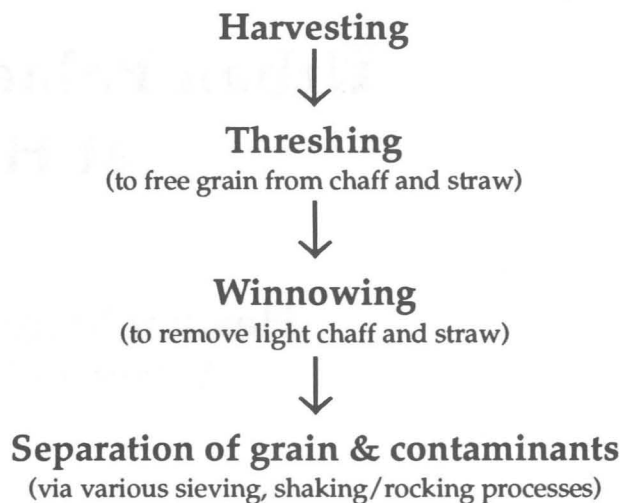 Harvesting
Threshing
(to free grain from chaff and straw)
Winnowing
(to remove light chaff and straw)
Separation of grain & contaminants
(via various sieving, shaking/rocking processes)